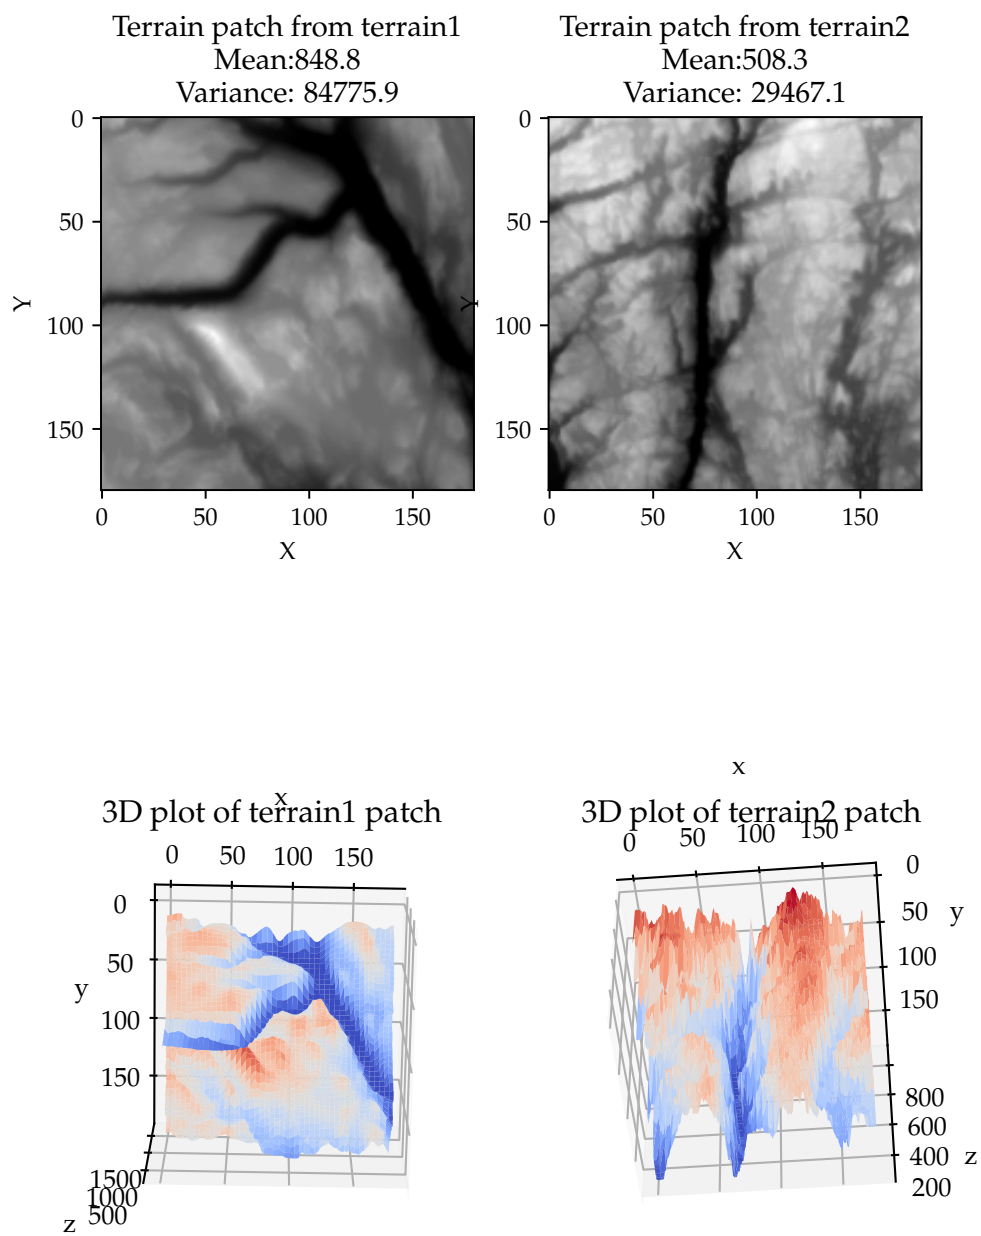 Terrain patch from terrain1
Mean:848.8
Variance: 84775.9
Terrain patch from terrain2
Mean:508.3
Variance: 29467.1
0
50
100
150
Y
0 50 100 150
X
0
50
100
150
Y
0 50 100 150
X
x
3D plot of terrain1 patch
0 50 100 150
0
50
y
100
150
1500
1000
500
z
x
3D plot of terrain2 patch
0 50 100 150
0
50 y
100
150
800
600
400 z
200